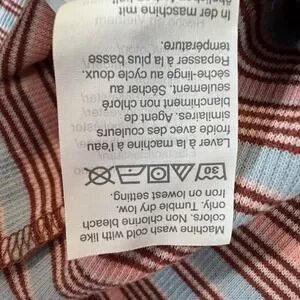 Machine wash cold with like
colors. Non chlorine bleach
only. Tumble dry low.
Iron on lowest setting.
30
Laver à la machine à l'eau
froide avec des couleurs
similaires. Agent de
blanchiment non chloré
seulement. Sécher au
sèche-linge au cycle doux.
Repasser à la plus basse
température.
In der maschine mit